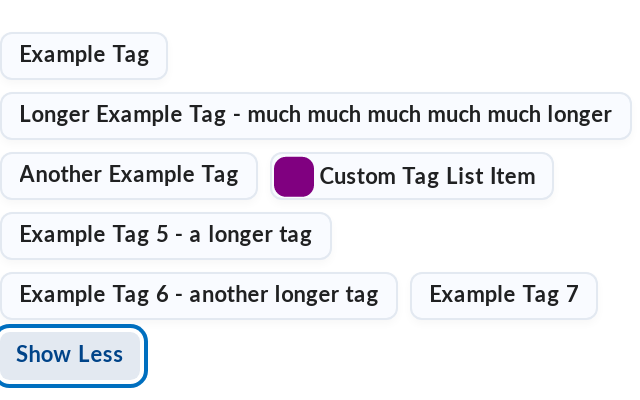 Example Tag
Longer Example Tag - much much much much much longer
Another Example Tag Custom Tag List Item
Example Tag 5 - a longer tag
Example Tag 6 - another longer tag Example Tag 7
Show Less